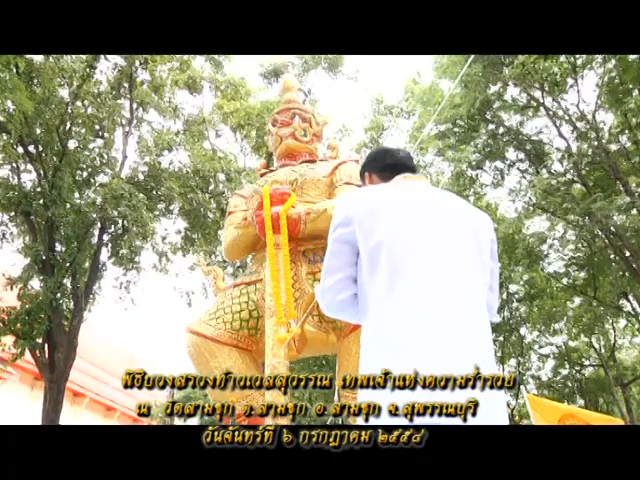 พิธีบวงสรวงท้าวเวสสุวรรณ เทพเจ้าแห่งความร่ำรวย
ณ วัดสามชุก ต.สามชุก อ.สามชุก จ.สุพรรณบุรี
วันจันทร์ที่ ๖ กรกฎาคม ๒๕๕๘